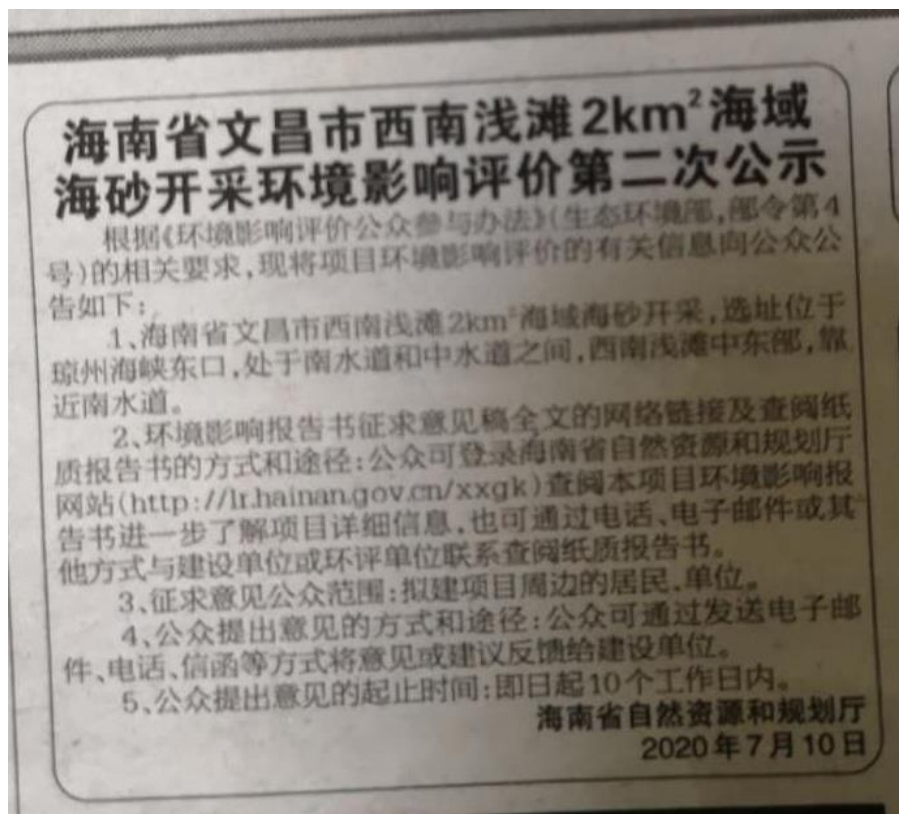 海南省文昌市西南浅滩2km²海域
海砂开采环境影响评价第二次公示
根据《环境影响评价公众参与办法》(生态环境部,部令第4
号)的相关要求,现将项目环境影响评价的有关信息向公众公
告如下:
1、海南省文昌市西南浅滩2km²海域海砂开采,选址位于
琼州海峡东口,处于南水道和中水道之间,西南浅滩中东部,靠
近南水道。
2、环境影响报告书征求意见稿全文的网络链接及查阅纸
质报告书的方式和途径:公众可登录海南省自然资源和规划厅
网站(http://lr.hainan.gov.cn/xxgk)查阅本项目环境影响报
告书进一步了解项目详细信息,也可通过电话、电子邮件或其
他方式与建设单位或环评单位联系查阅纸质报告书。
3、征求意见公众范围:拟建项目周边的居民、单位。
4、公众提出意见的方式和途径:公众可通过发送电子邮
件、电话、信函等方式将意见或建议反馈给建设单位。
5、公众提出意见的起止时间:即日起10个工作日内。
海南省自然资源和规划厅
2020年7月10日